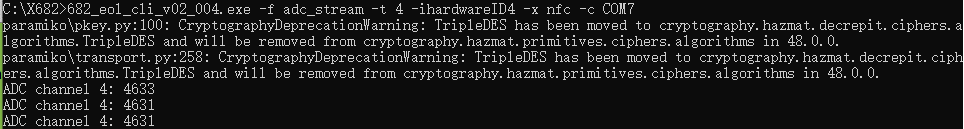 C:\X682>682_eol_cli_v02_004.exe -f adc_stream -t 4 -ihardwareID4 -x nfc -c COM7
paramiko\pkey.py:100: CryptographyDeprecationWarning: TripleDES has been moved to cryptography.hazmat.decrepit.ciphers.a
lgorithms.TripleDES and will be removed from cryptography.hazmat.primitives.ciphers.algorithms in 48.0.0.
paramiko\transport.py:258: CryptographyDeprecationWarning: TripleDES has been moved to cryptography.hazmat.decrepit.ciph
ers.algorithms.TripleDES and will be removed from cryptography.hazmat.primitives.ciphers.algorithms in 48.0.0.
ADC channel 4: 4633
ADC channel 4: 4631
ADC channel 4: 4631